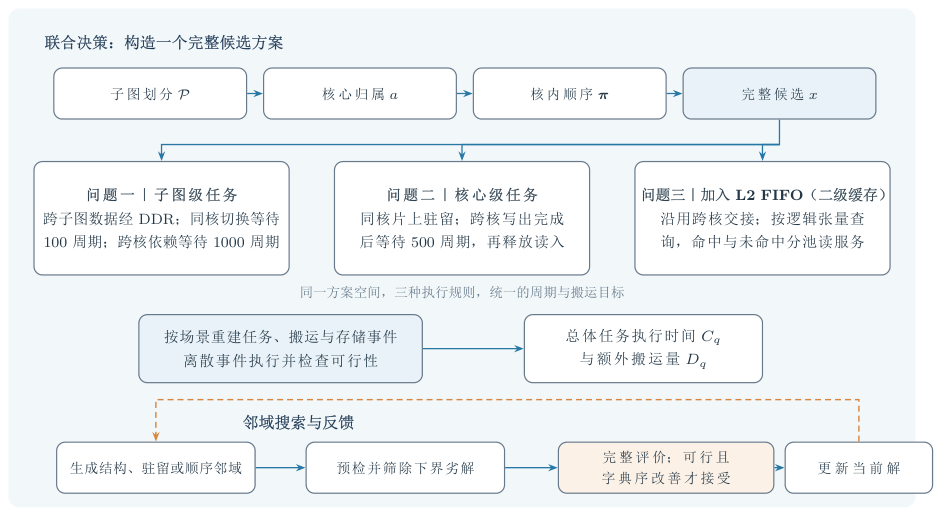 联合决策：构造一个完整候选方案
子图划分 𝒫
核心归属 a
核内顺序 π
完整候选 x
问题一｜子图级任务
跨子图数据经 DDR；同核切换等待
100 周期；跨核依赖等待 1000 周期
问题二｜核心级任务
同核片上驻留；跨核写出完成
后等待 500 周期，再释放读入
问题三｜加入 L2 FIFO（二级缓存）
沿用跨核交接；按逻辑张量查
询，命中与未命中分池读服务
同一方案空间，三种执行规则，统一的周期与搬运目标
按场景重建任务、搬运与存储事件
离散事件执行并检查可行性
总体任务执行时间 C_q
与额外搬运量 D_q
邻域搜索与反馈
生成结构、驻留或顺序邻域
预检并筛除下界劣解
完整评价；可行且
字典序改善才接受
更新当前解